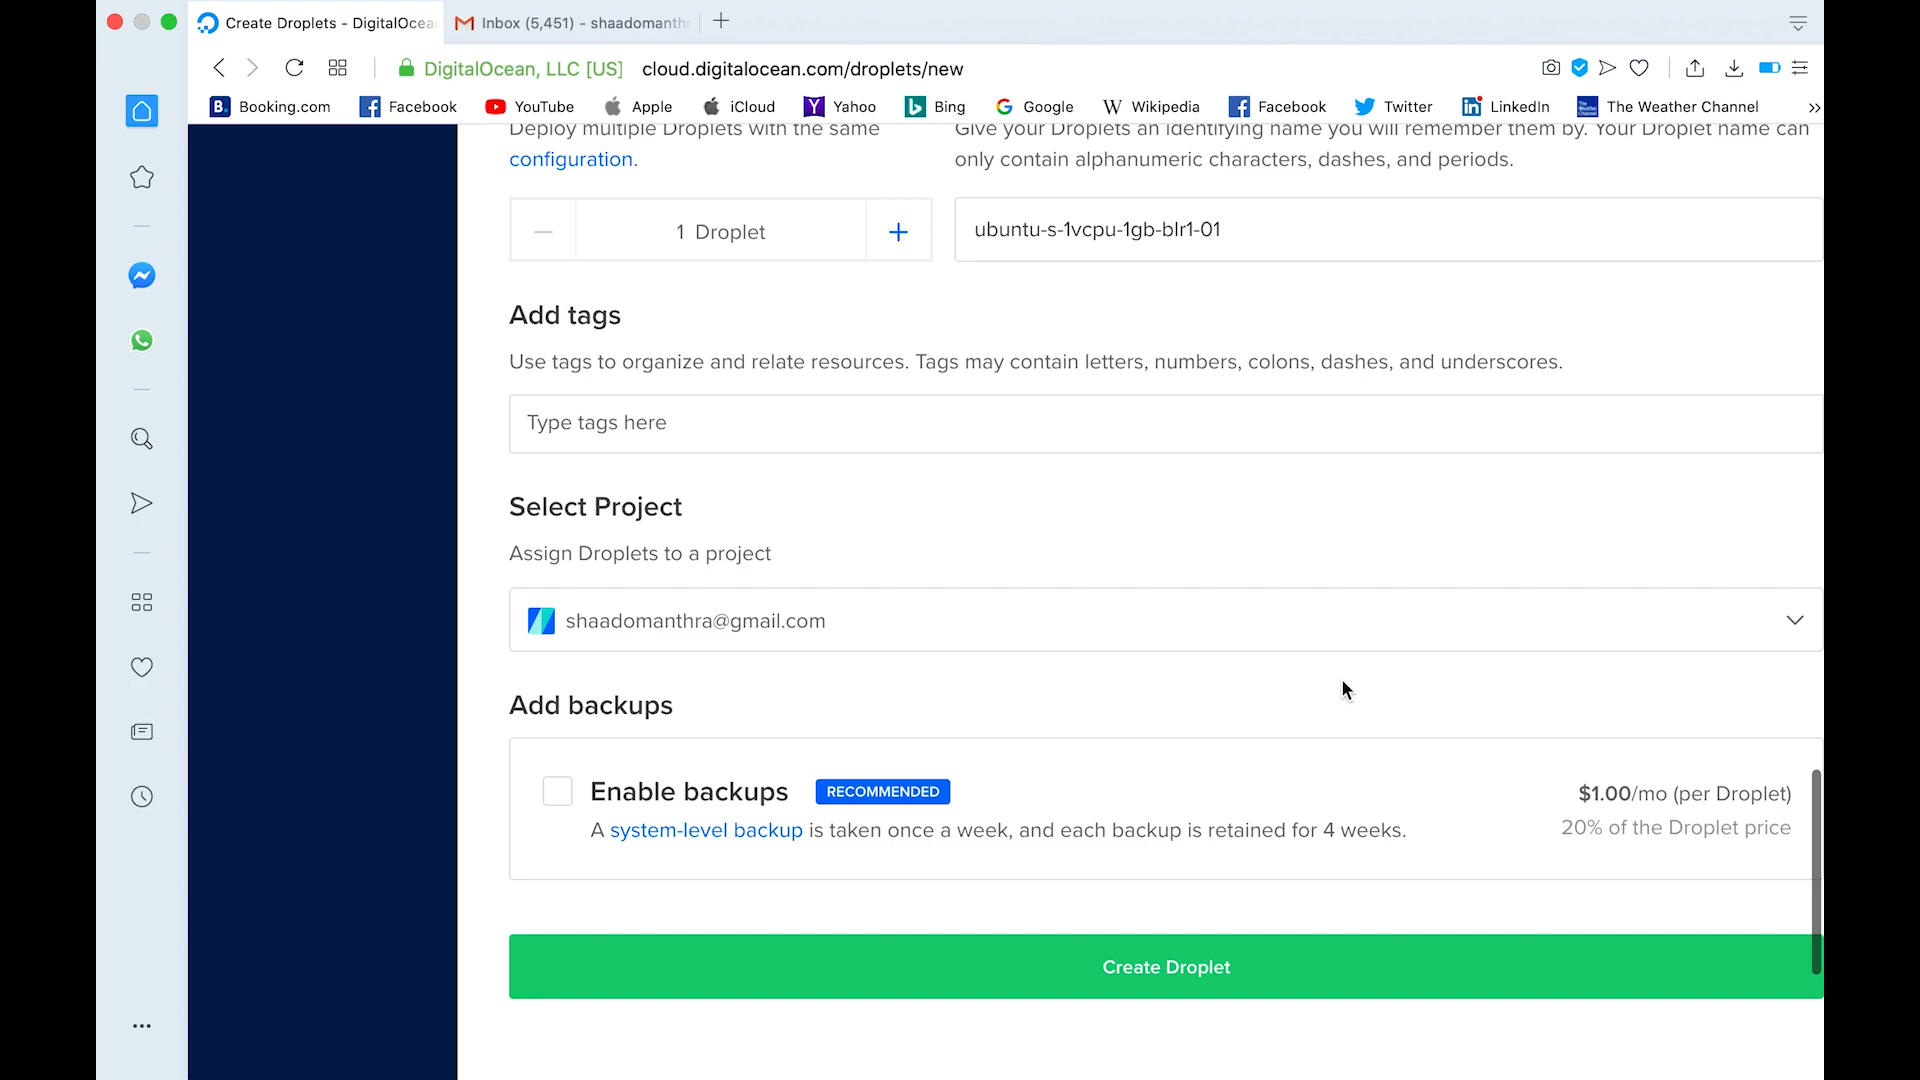 Create Droplets - DigitalOcea
Inbox (5,451) - shaadomanthr
DigitalOcean, LLC [US] cloud.digitalocean.com/droplets/new
Booking.com Facebook YouTube Apple iCloud Yahoo Bing Google Wikipedia Facebook Twitter LinkedIn The Weather Channel
Deploy multiple Droplets with the same
configuration.
Give your Droplets an identifying name you will remember them by. Your Droplet name can
only contain alphanumeric characters, dashes, and periods.
1 Droplet
ubuntu-s-1vcpu-1gb-blr1-01
Add tags
Use tags to organize and relate resources. Tags may contain letters, numbers, colons, dashes, and underscores.
Type tags here
Select Project
Assign Droplets to a project
shaadomanthra@gmail.com
Add backups
Enable backups RECOMMENDED
$1.00/mo (per Droplet)
A system-level backup is taken once a week, and each backup is retained for 4 weeks.
20% of the Droplet price
Create Droplet